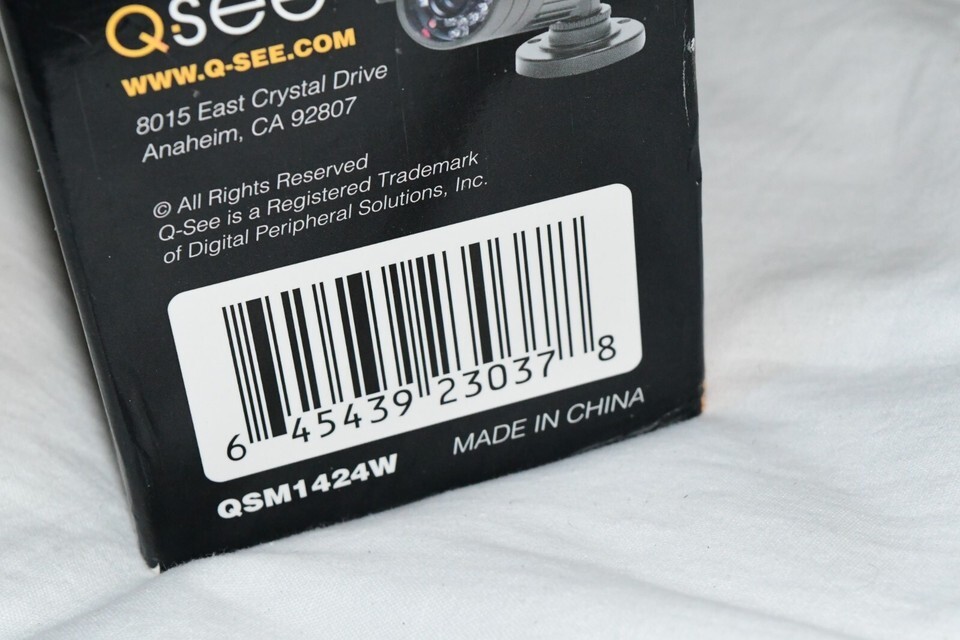 Q-See
WWW.Q-SEE.COM
8015 East Crystal Drive
Anaheim, CA 92807
© All Rights Reserved
Q-See is a Registered Trademark
of Digital Peripheral Solutions, Inc.
6 45439 23037 8
QSM1424W
MADE IN CHINA